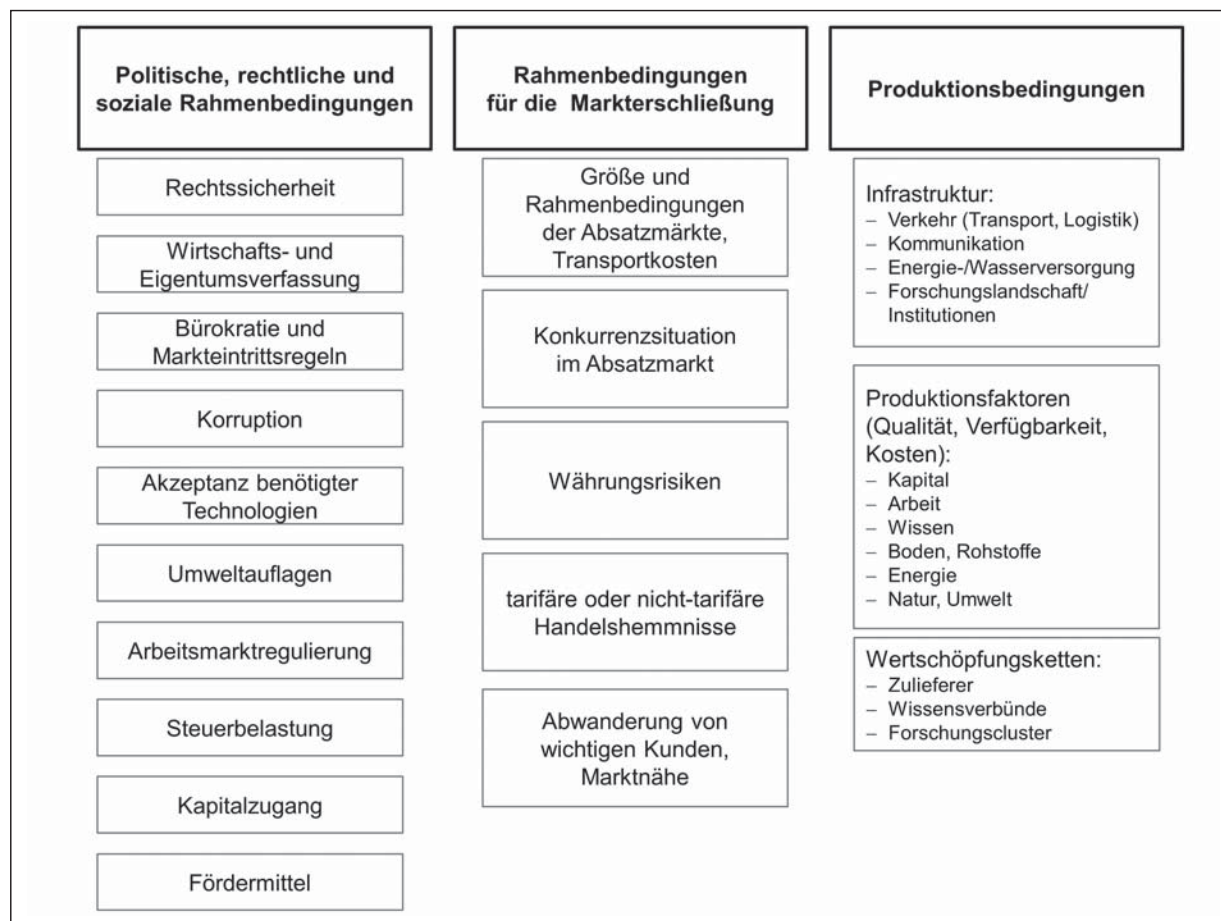 Politische, rechtliche und
soziale Rahmenbedingungen
Rechtssicherheit
Wirtschafts- und
Eigentumsverfassung
Bürokratie und
Markteintrittsregeln
Korruption
Akzeptanz benötigter
Technologien
Umweltauflagen
Arbeitsmarktregulierung
Steuerbelastung
Kapitalzugang
Fördermittel
Rahmenbedingungen
für die Markterschließung
Größe und
Rahmenbedingungen
der Absatzmärkte,
Transportkosten
Konkurrenzsituation
im Absatzmarkt
Währungsrisiken
tarifäre oder nicht-tarifäre
Handelshemmnisse
Abwanderung von
wichtigen Kunden,
Marktnähe
Produktionsbedingungen
Infrastruktur:
– Verkehr (Transport, Logistik)
– Kommunikation
– Energie-/Wasserversorgung
– Forschungslandschaft/
Institutionen
Produktionsfaktoren
(Qualität, Verfügbarkeit,
Kosten):
– Kapital
– Arbeit
– Wissen
– Boden, Rohstoffe
– Energie
– Natur, Umwelt
Wertschöpfungsketten:
– Zulieferer
– Wissensverbünde
– Forschungscluster